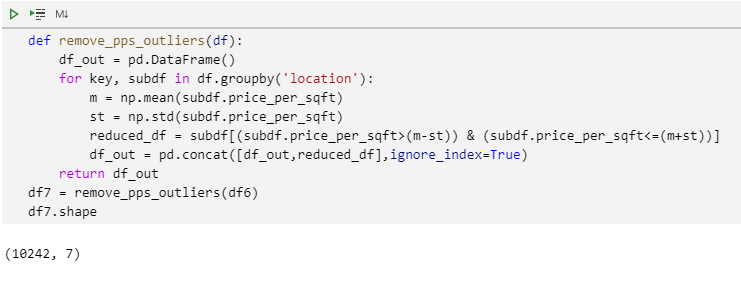 M↓
def remove_pps_outliers(df):
    df_out = pd.DataFrame()
    for key, subdf in df.groupby('location'):
        m = np.mean(subdf.price_per_sqft)
        st = np.std(subdf.price_per_sqft)
        reduced_df = subdf[(subdf.price_per_sqft>(m-st)) & (subdf.price_per_sqft<=(m+st))]
        df_out = pd.concat([df_out,reduced_df],ignore_index=True)
    return df_out
df7 = remove_pps_outliers(df6)
df7.shape
(10242, 7)